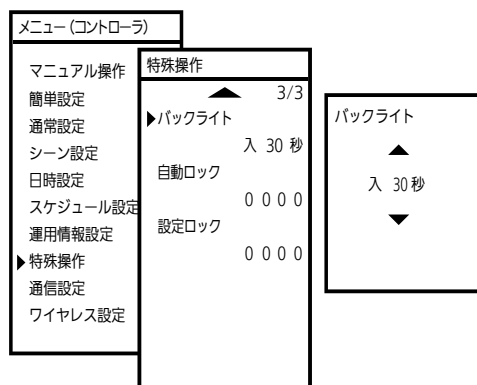 メニュー（コントローラ）
マニュアル操作
簡単設定
通常設定
シーン設定
日時設定
スケジュール設定
運用情報設定
特殊操作
通信設定
ワイヤレス設定
特殊操作
3/3
バックライト
入 30 秒
自動ロック
0 0 0 0
設定ロック
0 0 0 0
バックライト
入 30秒